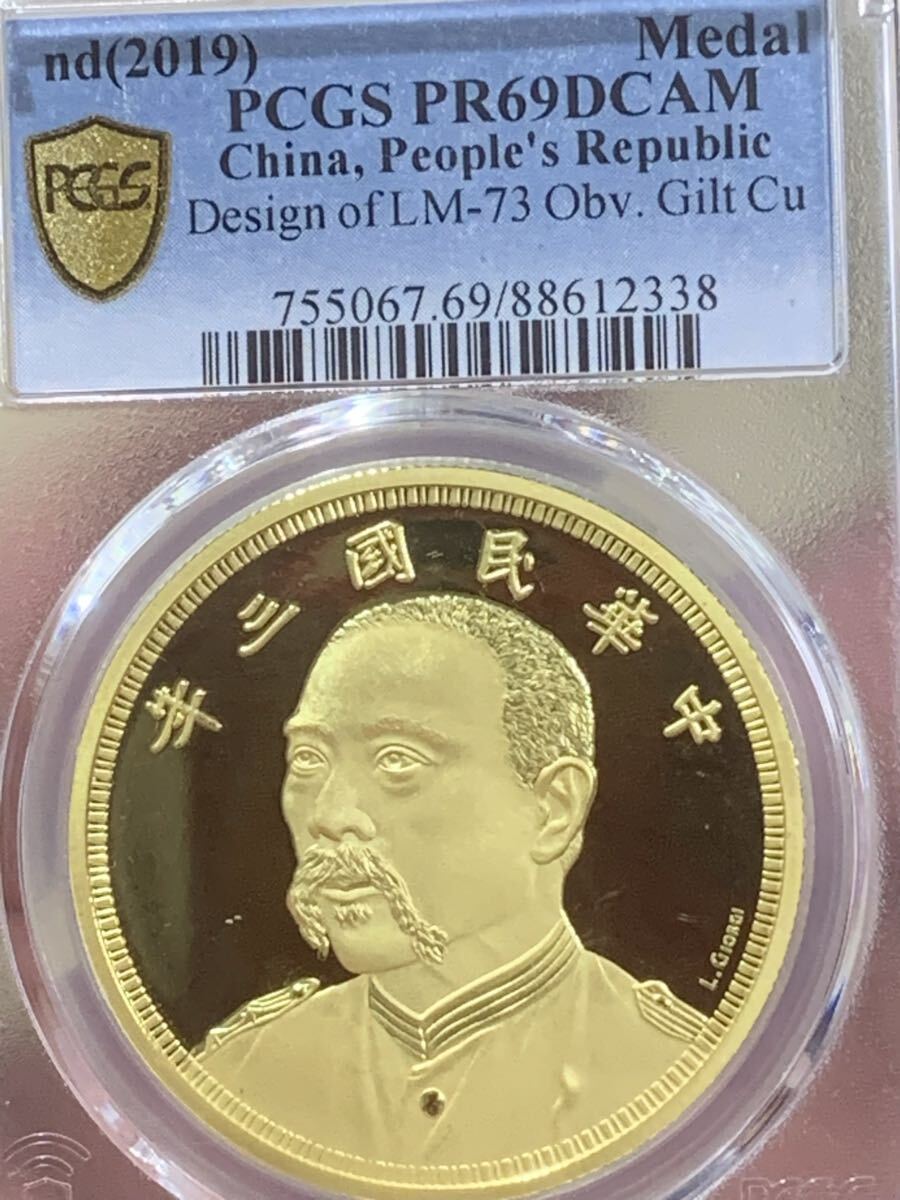 nd(2019) Medal
PCGS PR69DCAM
China, People's Republic
Design of LM-73 Obv. Gilt Cu
755067.69/88612338
PCGS
中華民國三年
L. GIORGI
PCGS